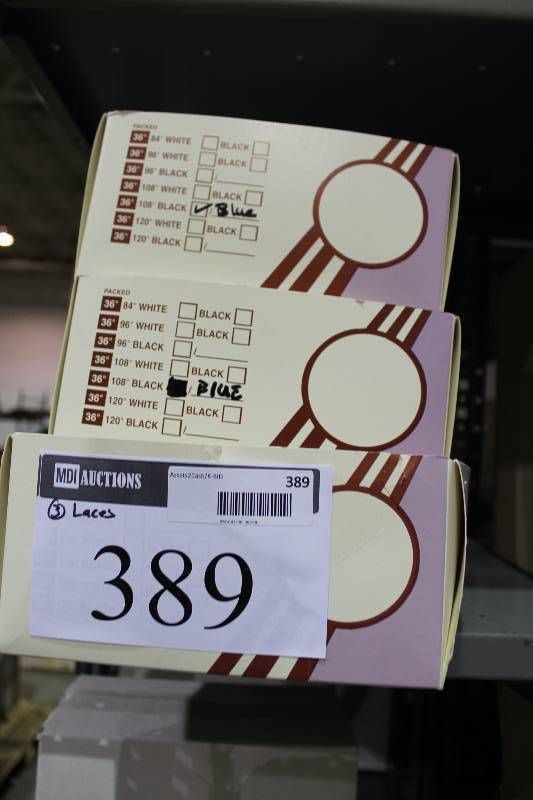 PACKED
36" 84" WHITE BLACK
36" 96" WHITE BLACK
36" 96" BLACK /
36" 108" WHITE BLACK
36" 108" BLACK / Blue
36" 120" WHITE BLACK
36" 120" BLACK /
PACKED
36" 84" WHITE BLACK
36" 96" WHITE BLACK
36" 96" BLACK /
36" 108" WHITE BLACK
36" 108" BLACK / BLUE
36" 120" WHITE BLACK
36" 120" BLACK /
MDI AUCTIONS
Assets2Cash/E-BID
389
3 Laces
389